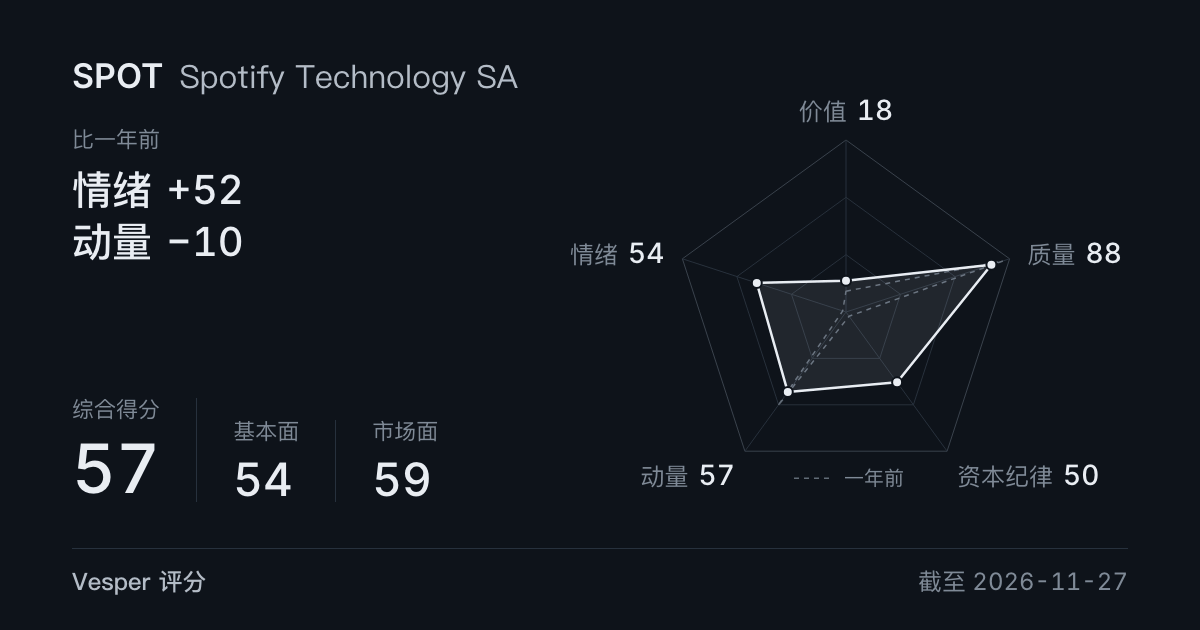 SPOT Spotify Technology SA
比一年前
情绪 +52
动量 −10
价值 18
情绪 54
质量 88
动量 57
---- 一年前
资本纪律 50
综合得分
57
基本面
54
市场面
59
Vesper 评分
截至 2026-11-27